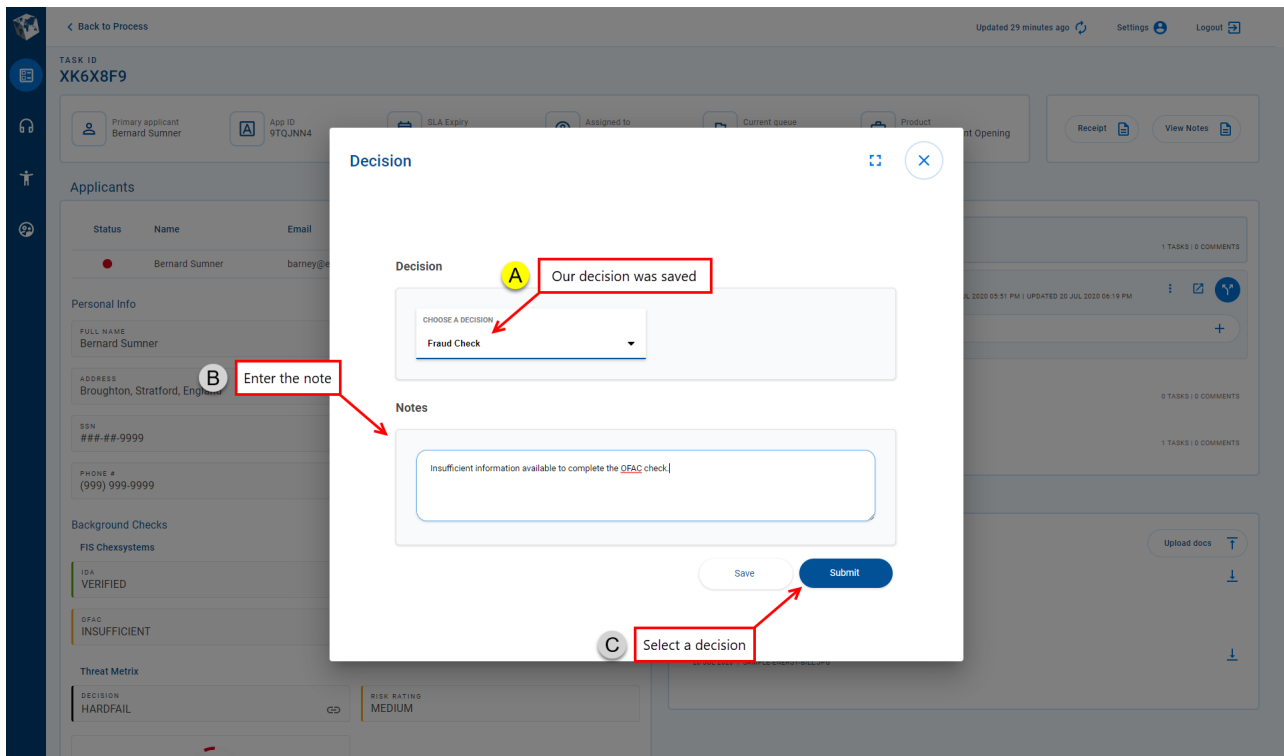 Back to Process
Updated 29 minutes ago
Settings
Logout
TASK ID
XK6X8F9
Primary applicant
Bernard Sumner
App ID
9TQJNN4
SLA Expiry
Assigned to
Current queue
Product
nt Opening
Receipt
View Notes
Applicants
Status Name Email
Bernard Sumner barney@e
1 TASKS | 0 COMMENTS
L 2020 05:51 PM | UPDATED 20 JUL 2020 06:19 PM
0 TASKS | 0 COMMENTS
1 TASKS | 0 COMMENTS
Personal Info
FULL NAME
Bernard Sumner
ADDRESS
Broughton, Stratford, England
SSN
###-##-9999
PHONE #
(999) 999-9999
Background Checks
FIS Chexsystems
IDA
VERIFIED
OFAC
INSUFFICIENT
Threat Metrix
DECISION
HARDFAIL
RISK RATING
MEDIUM
Upload docs
Decision
Decision
A Our decision was saved
CHOOSE A DECISION
Fraud Check
B Enter the note
Notes
Insufficient information available to complete the OFAC check.
Save
Submit
C Select a decision